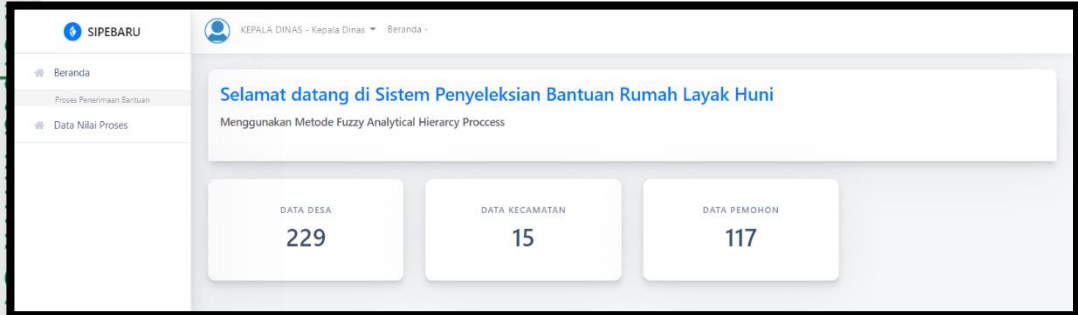 SIPEBARU
KEPALA DINAS - Kepala Dinas Beranda -
Beranda
Proses Penerimaan Bantuan
Data Nilai Proses
Selamat datang di Sistem Penyeleksian Bantuan Rumah Layak Huni
Menggunakan Metode Fuzzy Analytical Hierarcy Proccess
DATA DESA
229
DATA KECAMATAN
15
DATA PEMOHON
117